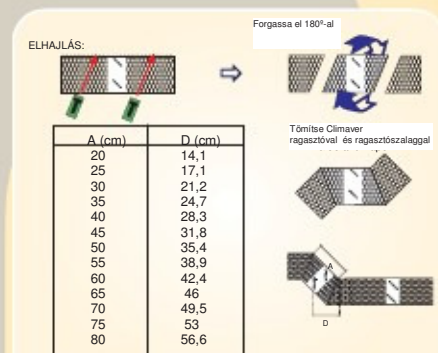 Forgassa el 180º-al
ELHAJLÁS:
A (cm) D (cm)
20 14,1
25 17,1
30 21,2
35 24,7
40 28,3
45 31,8
50 35,4
55 38,9
60 42,4
65 46
70 49,5
75 53
80 56,6
Tömítse Climaver
ragasztóval és ragasztószalaggal
A
D